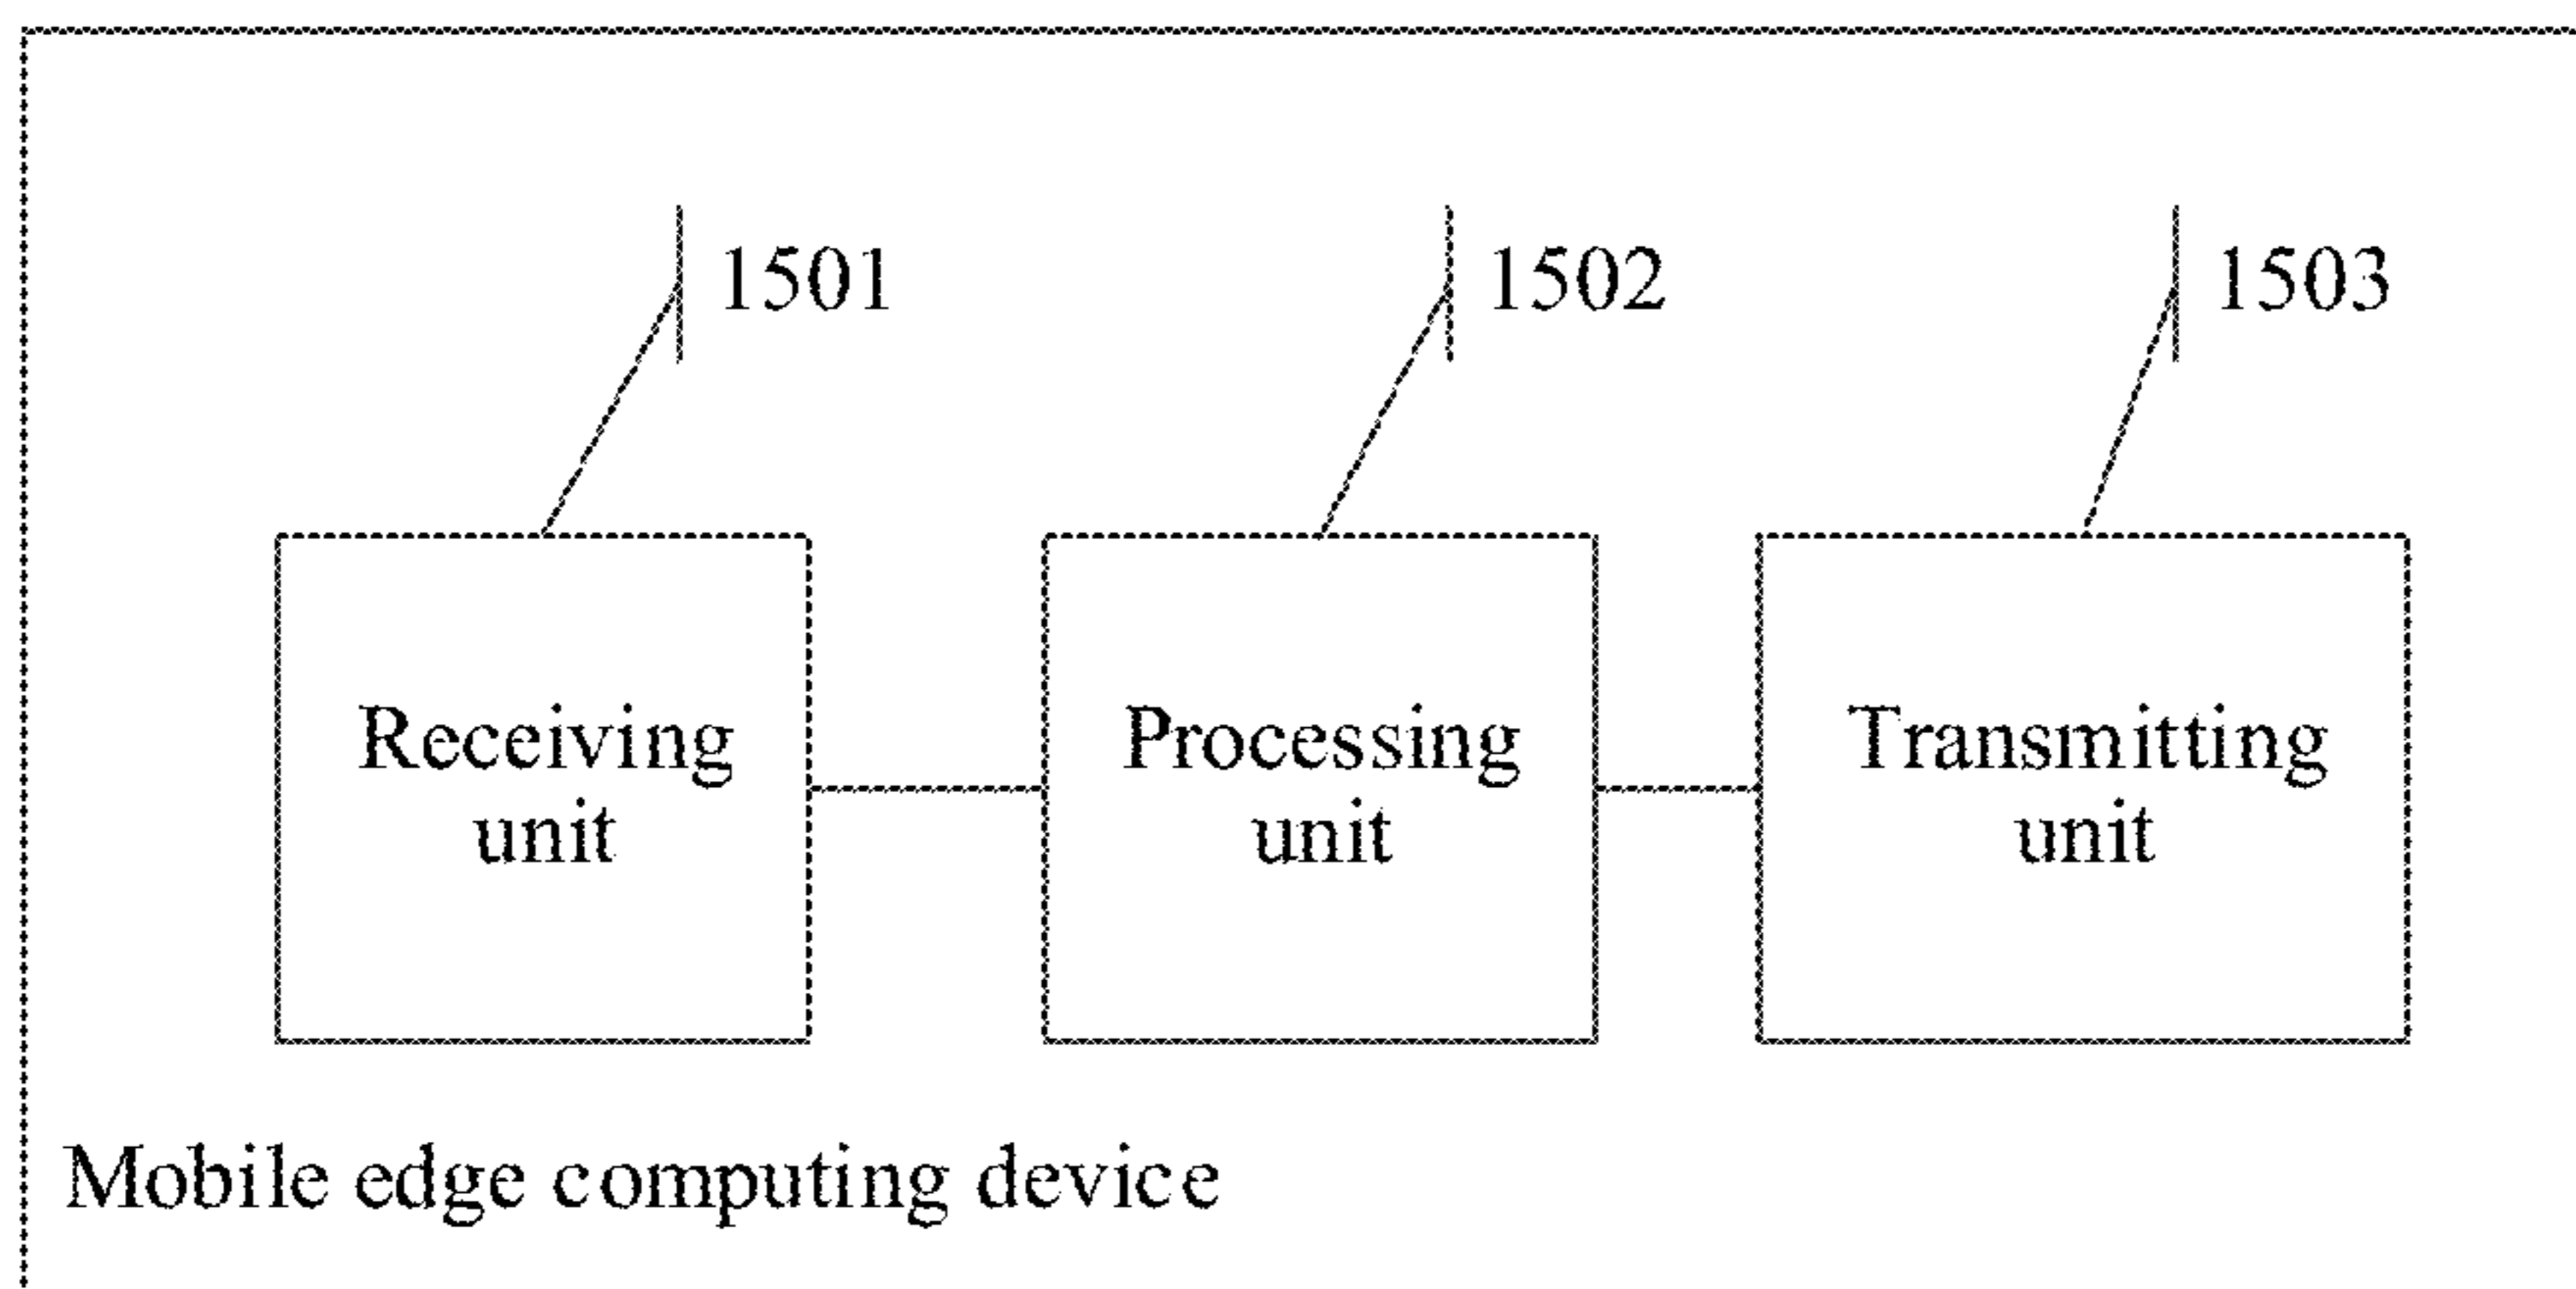 1501
1502
1503
Receiving
unit
Processing
unit
Transmitting
unit
Mobile edge computing device